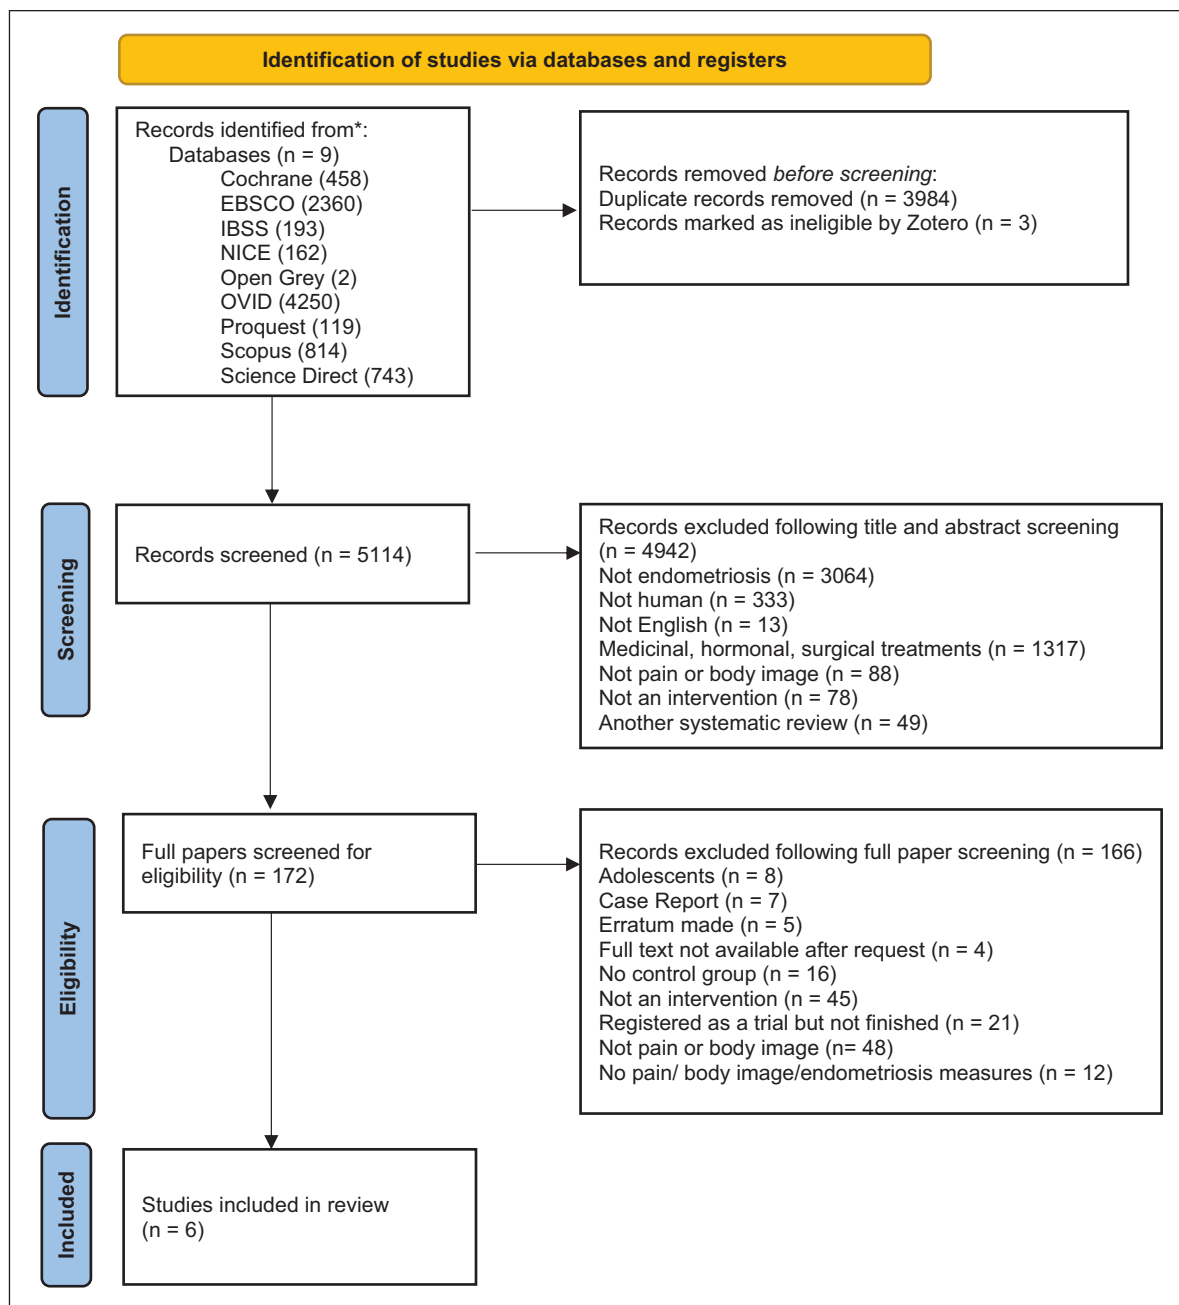 Identification of studies via databases and registers
Identification
Records identified from*:
Databases (n = 9)
Cochrane (458)
EBSCO (2360)
IBSS (193)
NICE (162)
Open Grey (2)
OVID (4250)
Proquest (119)
Scopus (814)
Science Direct (743)
Records removed before screening:
Duplicate records removed (n = 3984)
Records marked as ineligible by Zotero (n = 3)
Screening
Records screened (n = 5114)
Records excluded following title and abstract screening
(n = 4942)
Not endometriosis (n = 3064)
Not human (n = 333)
Not English (n = 13)
Medicinal, hormonal, surgical treatments (n = 1317)
Not pain or body image (n = 88)
Not an intervention (n = 78)
Another systematic review (n = 49)
Eligibility
Full papers screened for
eligibility (n = 172)
Records excluded following full paper screening (n = 166)
Adolescents (n = 8)
Case Report (n = 7)
Erratum made (n = 5)
Full text not available after request (n = 4)
No control group (n = 16)
Not an intervention (n = 45)
Registered as a trial but not finished (n = 21)
Not pain or body image (n= 48)
No pain/ body image/endometriosis measures (n = 12)
Included
Studies included in review
(n = 6)